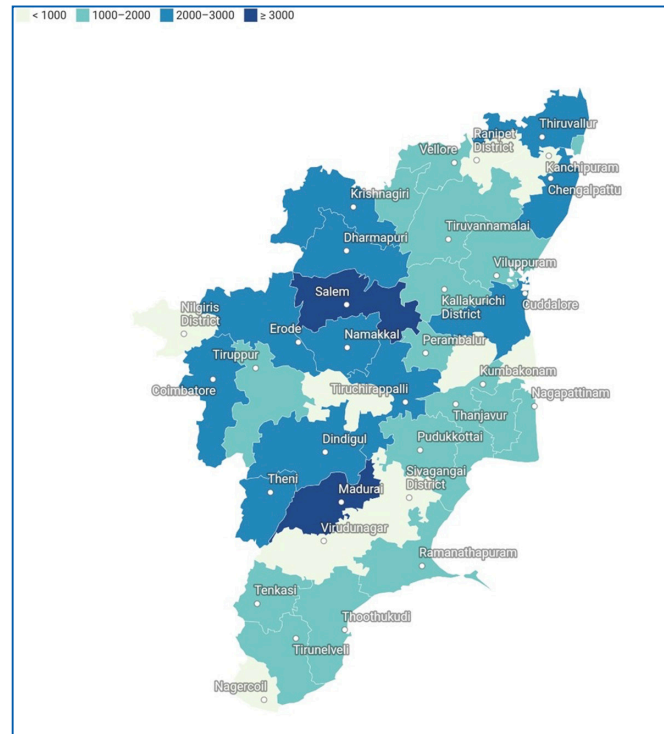 < 1000 1000–2000 2000–3000 ≥ 3000
Thiruvallur
Ranipet
District
Vellore
Kanchipuram
Chengalpattu
Krishnagiri
Tiruvannamalai
Dharmapuri
Viluppuram
Salem
Kallakurichi
District
Cuddalore
Nilgiris
District
Erode
Namakkal
Perambalur
Tiruppur
Kumbakonam
Coimbatore
Tiruchirappalli
Nagapattinam
Thanjavur
Dindigul
Pudukkottai
Sivagangai
District
Theni
Madurai
Virudunagar
Ramanathapuram
Tenkasi
Thoothukudi
Tirunelveli
Nagercoil